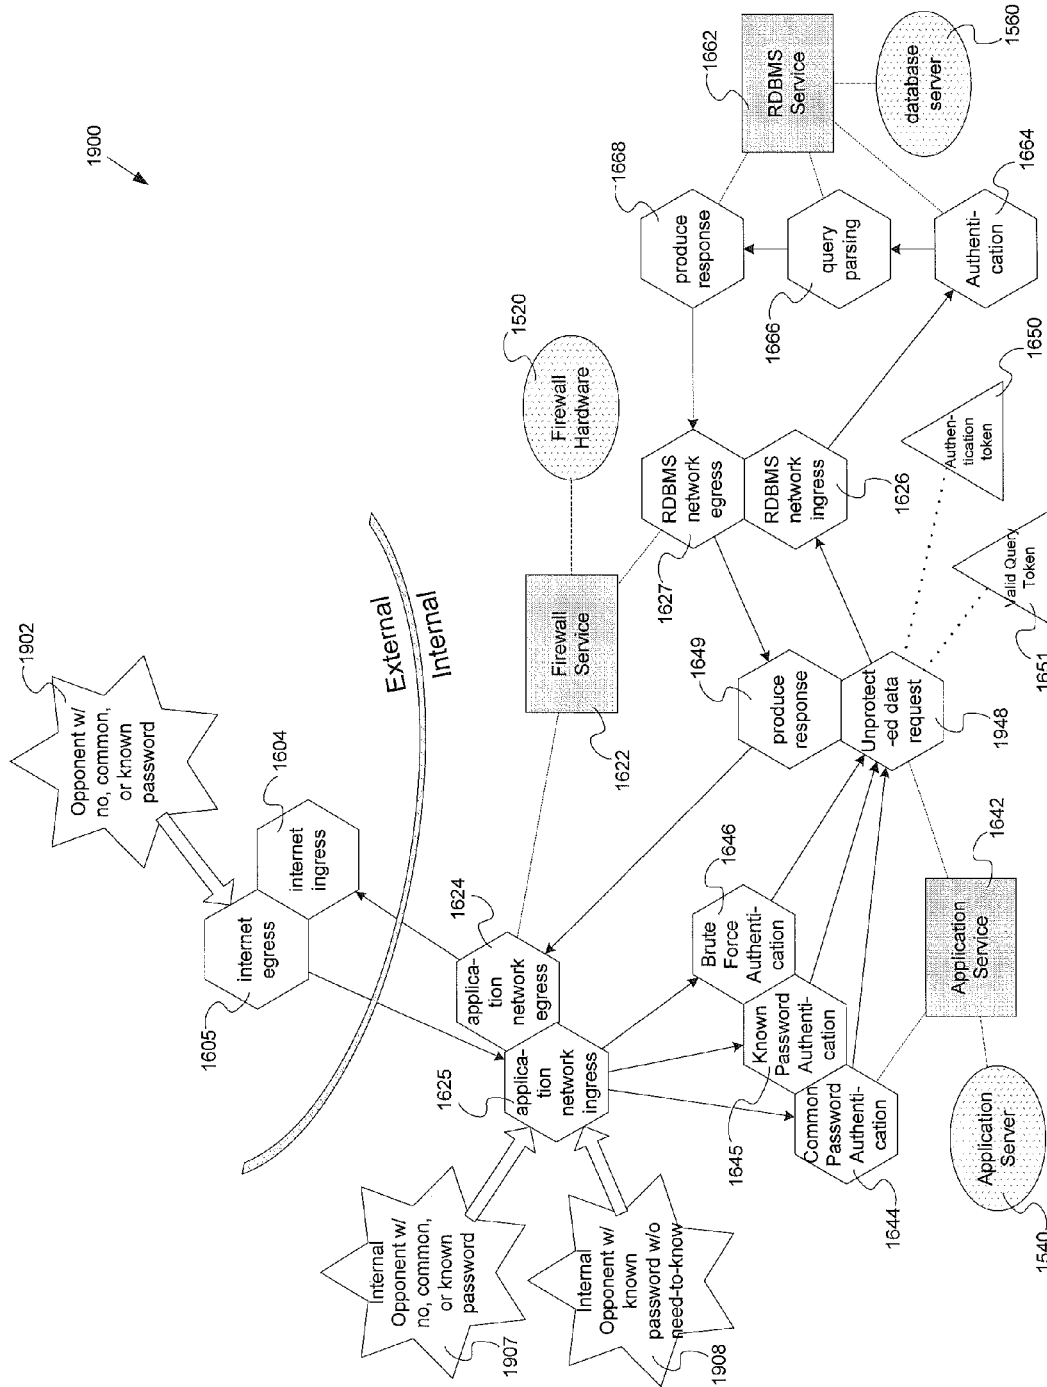 1900
Opponent w/
no, common,
or known
password
1902
internet
egress
1605
internet
ingress
1604
External
Internal
Internal
Opponent w/
no, common,
or known
password
1907
Internal
Opponent w/
known
password w/o
need-to-know
1908
applica-
tion
network
ingress
1625
applica-
tion network
egress
1624
Firewall
Service
1622
Firewall
Hardware
1520
Common
Password
Authenti-
cation
1644
Known
Password
Authenti-
cation
1645
Brute
Force
Authenti-
cation
1646
produce
response
1649
Unprotect
-ed data
request
1948
RDBMS
network
egress
1627
RDBMS
network
ingress
1626
produce
response
1668
query
parsing
1666
Authenti-
cation
1664
RDBMS
Service
1662
database
server
1560
Application
Server
1540
Application
Service
1642
Valid Query
Token
1651
Authen-
tication
token
1650